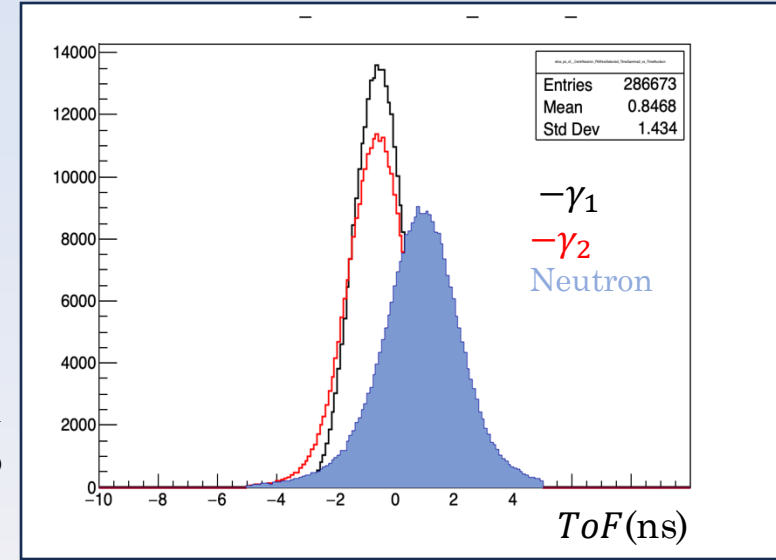 14000
12000
10000
8000
6000
4000
2000
0
Entries 286673
Mean 0.8468
Std Dev 1.434
−γ₁
−γ₂
Neutron
−10 −8 −6 −4 −2 0 2 4
ToF(ns)